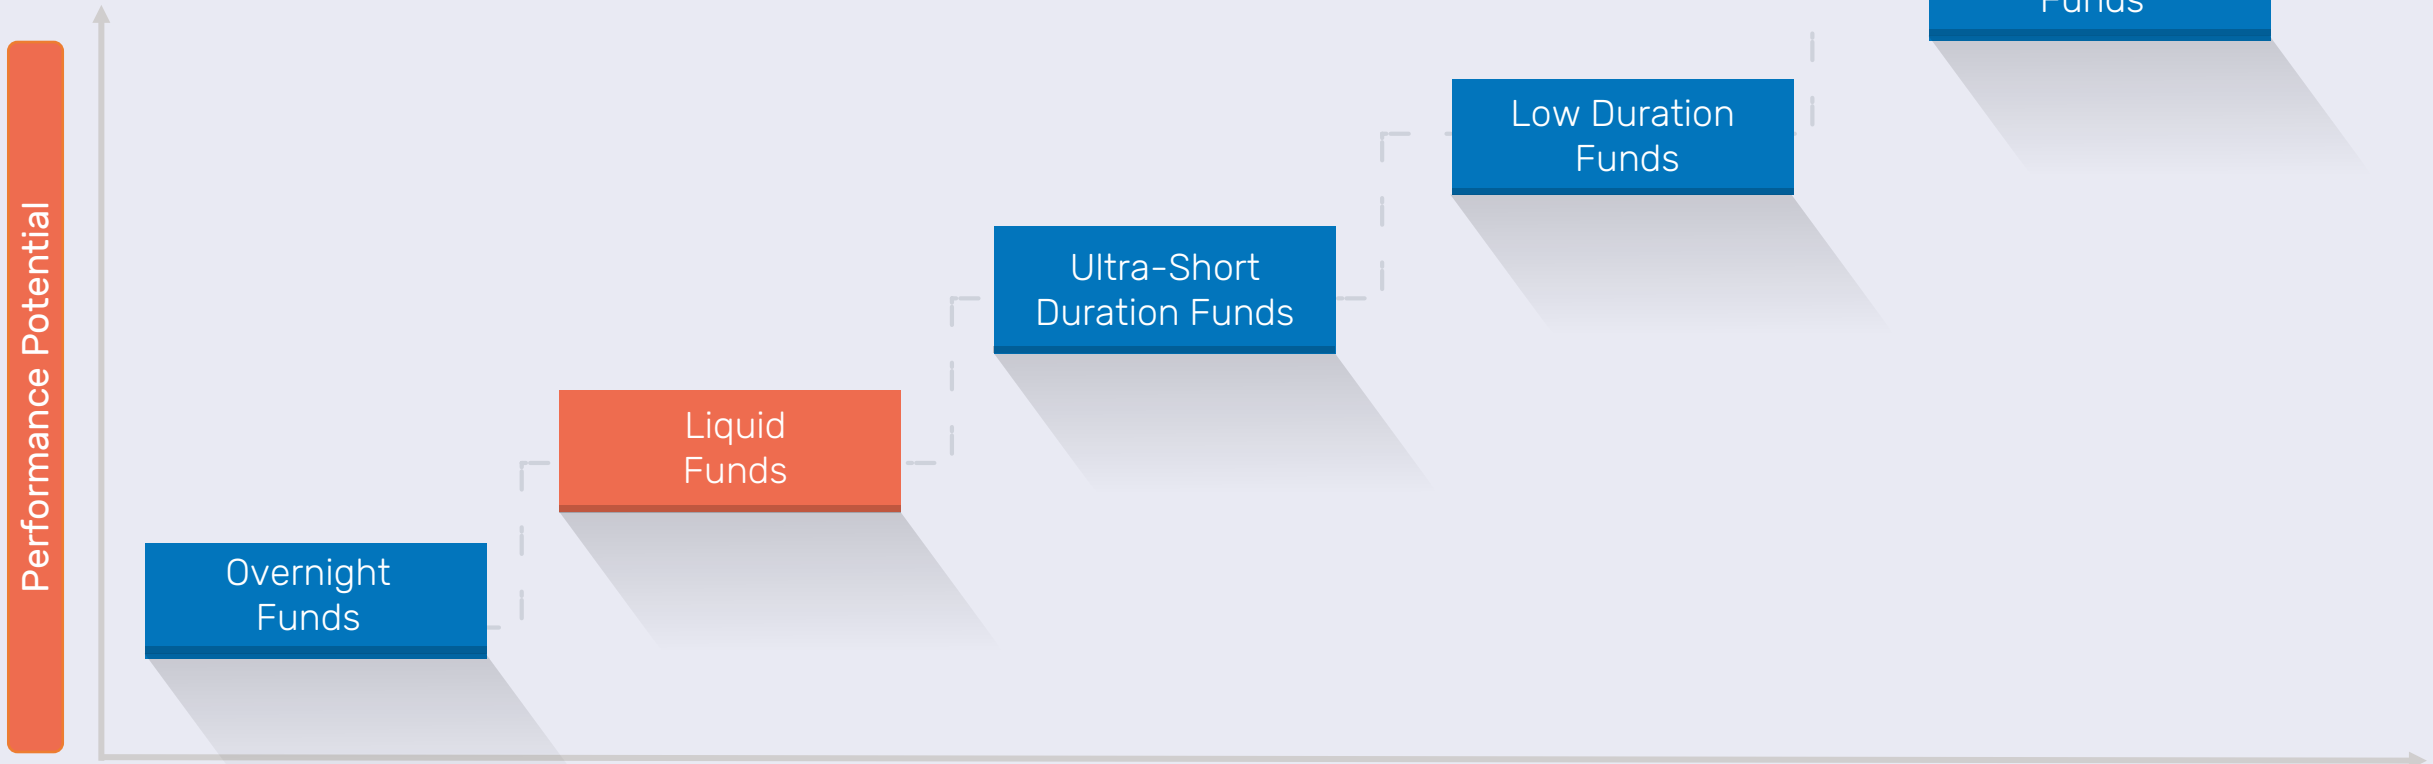 Funds
Low Duration
Funds
Ultra-Short
Duration Funds
Liquid
Funds
Overnight
Funds
Performance Potential